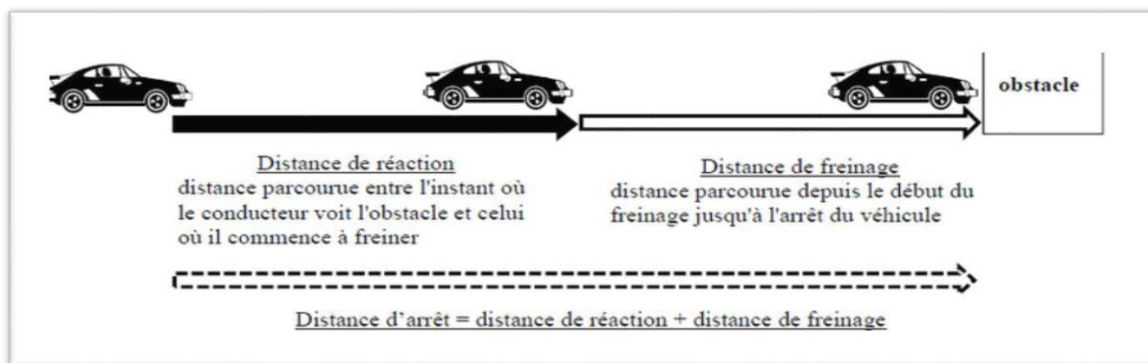 obstacle
Distance de réaction
distance parcourue entre l'instant où
le conducteur voit l'obstacle et celui
où il commence à freiner
Distance de freinage
distance parcourue depuis le début du
freinage jusqu'à l'arrêt du véhicule
Distance d'arrêt = distance de réaction + distance de freinage